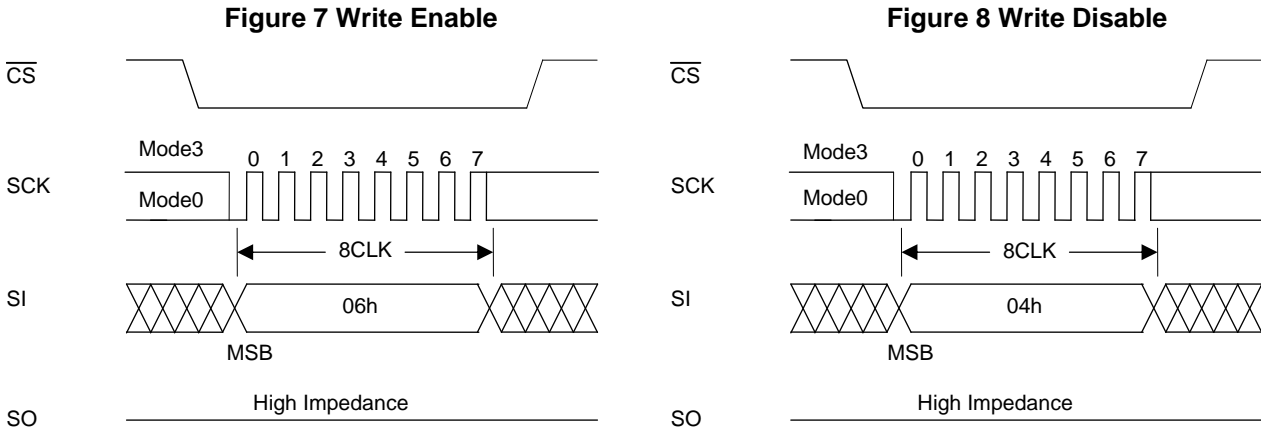 Figure 7 Write Enable
CS
Mode3
0 1 2 3 4 5 6 7
SCK
Mode0
8CLK
SI
06h
MSB
High Impedance
SO
Figure 8 Write Disable
CS
Mode3
0 1 2 3 4 5 6 7
SCK
Mode0
8CLK
SI
04h
MSB
High Impedance
SO